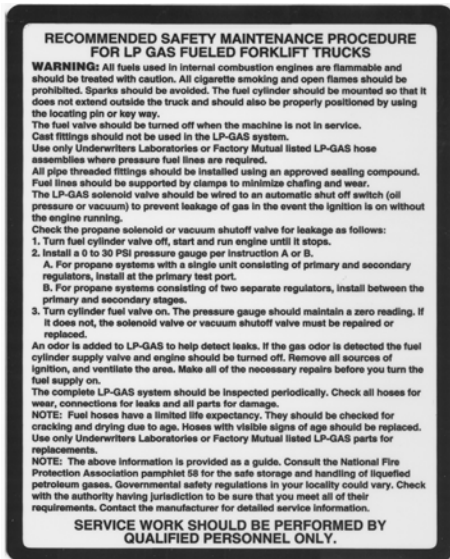 RECOMMENDED SAFETY MAINTENANCE PROCEDURE
FOR LP GAS FUELED FORKLIFT TRUCKS
WARNING: All fuels used in internal combustion engines are flammable and
should be treated with caution. All cigarette smoking and open flames should be
prohibited. Sparks should be avoided. The fuel cylinder should be mounted so that it
does not extend outside the truck and should also be properly positioned by using
the locating pin or key way.
The fuel valve should be turned off when the machine is not in service.
Cast fittings should not be used in the LP-GAS system.
Use only Underwriters Laboratories or Factory Mutual listed LP-GAS hose
assemblies where pressure fuel lines are required.
All pipe threaded fittings should be installed using an approved sealing compound.
Fuel lines should be supported by clamps to minimize chafing and wear.
The LP-GAS solenoid valve should be wired to an automatic shut off switch (oil
pressure or vacuum) to prevent leakage of gas in the event the ignition is on without
the engine running.
Check the propane solenoid or vacuum shutoff valve for leakage as follows:
1. Turn fuel cylinder valve off, start and run engine until it stops.
2. Install a 0 to 30 PSI pressure gauge per instruction A or B.
A. For propane systems with a single unit consisting of primary and secondary
regulators, install at the primary test port.
B. For propane systems consisting of two separate regulators, install between the
primary and secondary stages.
3. Turn cylinder fuel valve on. The pressure gauge should maintain a zero reading. If
it does not, the solenoid valve or vacuum shutoff valve must be repaired or
replaced.
An odor is added to LP-GAS to help detect leaks. If the gas odor is detected the fuel
cylinder supply valve and engine should be turned off. Remove all sources of
ignition, and ventilate the area. Make all of the necessary repairs before you turn the
fuel supply on.
The complete LP-GAS system should be inspected periodically. Check all hoses for
wear, connections for leaks and all parts for damage.
NOTE: Fuel hoses have a limited life expectancy. They should be checked for
cracking and drying due to age. Hoses with visible signs of age should be replaced.
Use only Underwriters Laboratories or Factory Mutual listed LP-GAS parts for
replacements.
NOTE: The above information is provided as a guide. Consult the National Fire
Protection Association pamphlet 58 for the safe storage and handling of liquefied
petroleum gases. Governmental safety regulations in your locality could vary. Check
with the authority having jurisdiction to be sure that you meet all of their
requirements. Contact the manufacturer for detailed service information.
SERVICE WORK SHOULD BE PERFORMED BY
QUALIFIED PERSONNEL ONLY.